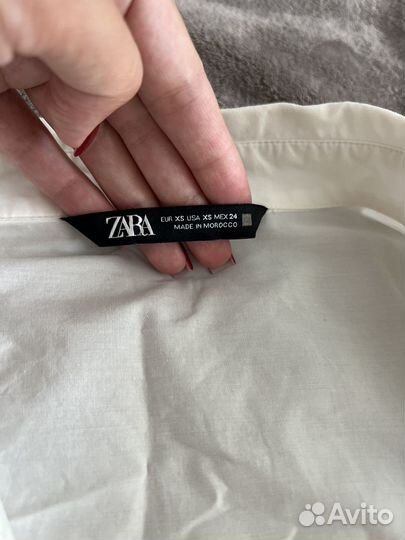 ZARA
EUR XS USA XS MEX 24
MADE IN MOROCCO
Avito